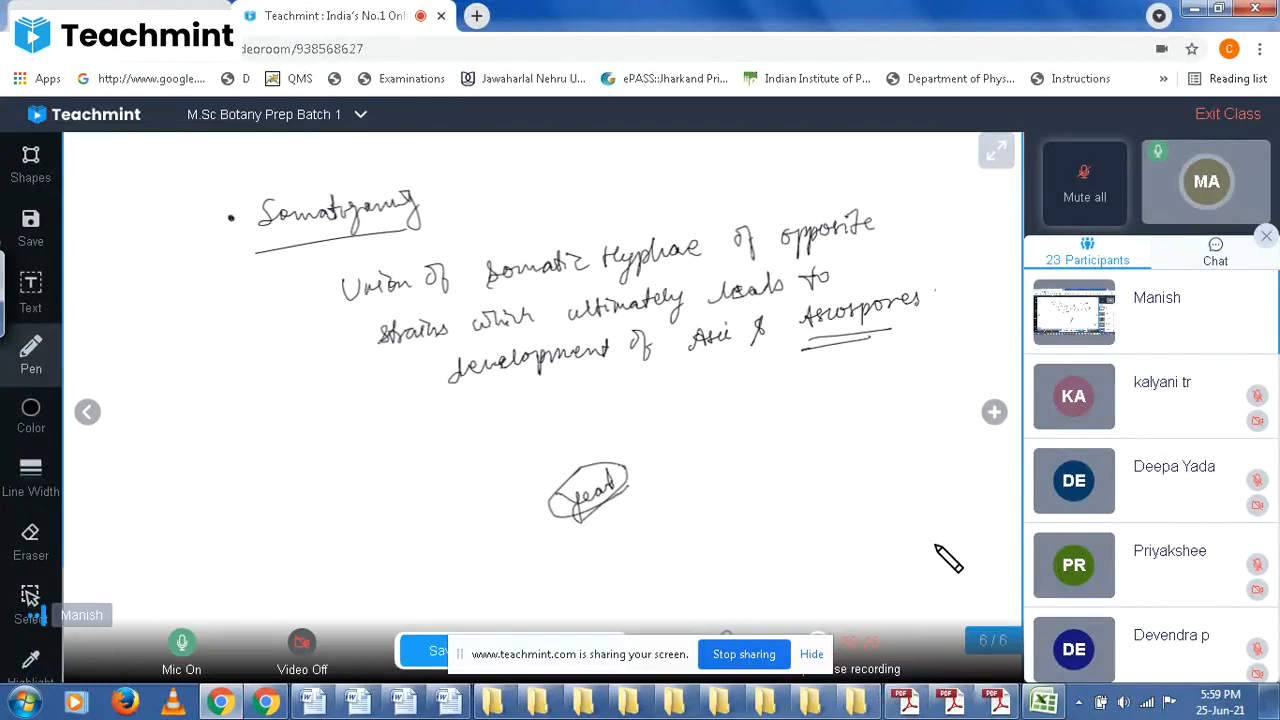 Teachmint : India's No.1 Onl
Teachmint
deoroom/938568627
C
Apps
http://www.google....
D
QMS
Examinations
Jawaharlal Nehru U...
ePASS::Jharkand Pri...
Indian Institute of P...
Department of Phys...
Instructions
»
Reading list
Teachmint
M.Sc Botany Prep Batch 1
Exit Class
Shapes
Save
Text
Pen
Color
Line Width
Eraser
Select
Highlight
• Somatogamy
Union of Somatic Hyphae of opposite
strains which ultimately leads to
development of Asci & Ascospores
Mute all
MA
23 Participants
Chat
Manish
KA
kalyani tr
DE
Deepa Yada
PR
Priyakshee
DE
Devendra p
Manish
6/6
Mic On
Video Off
www.teachmint.com is sharing your screen.
Stop sharing
Hide
se recording
5:59 PM
25-Jun-21